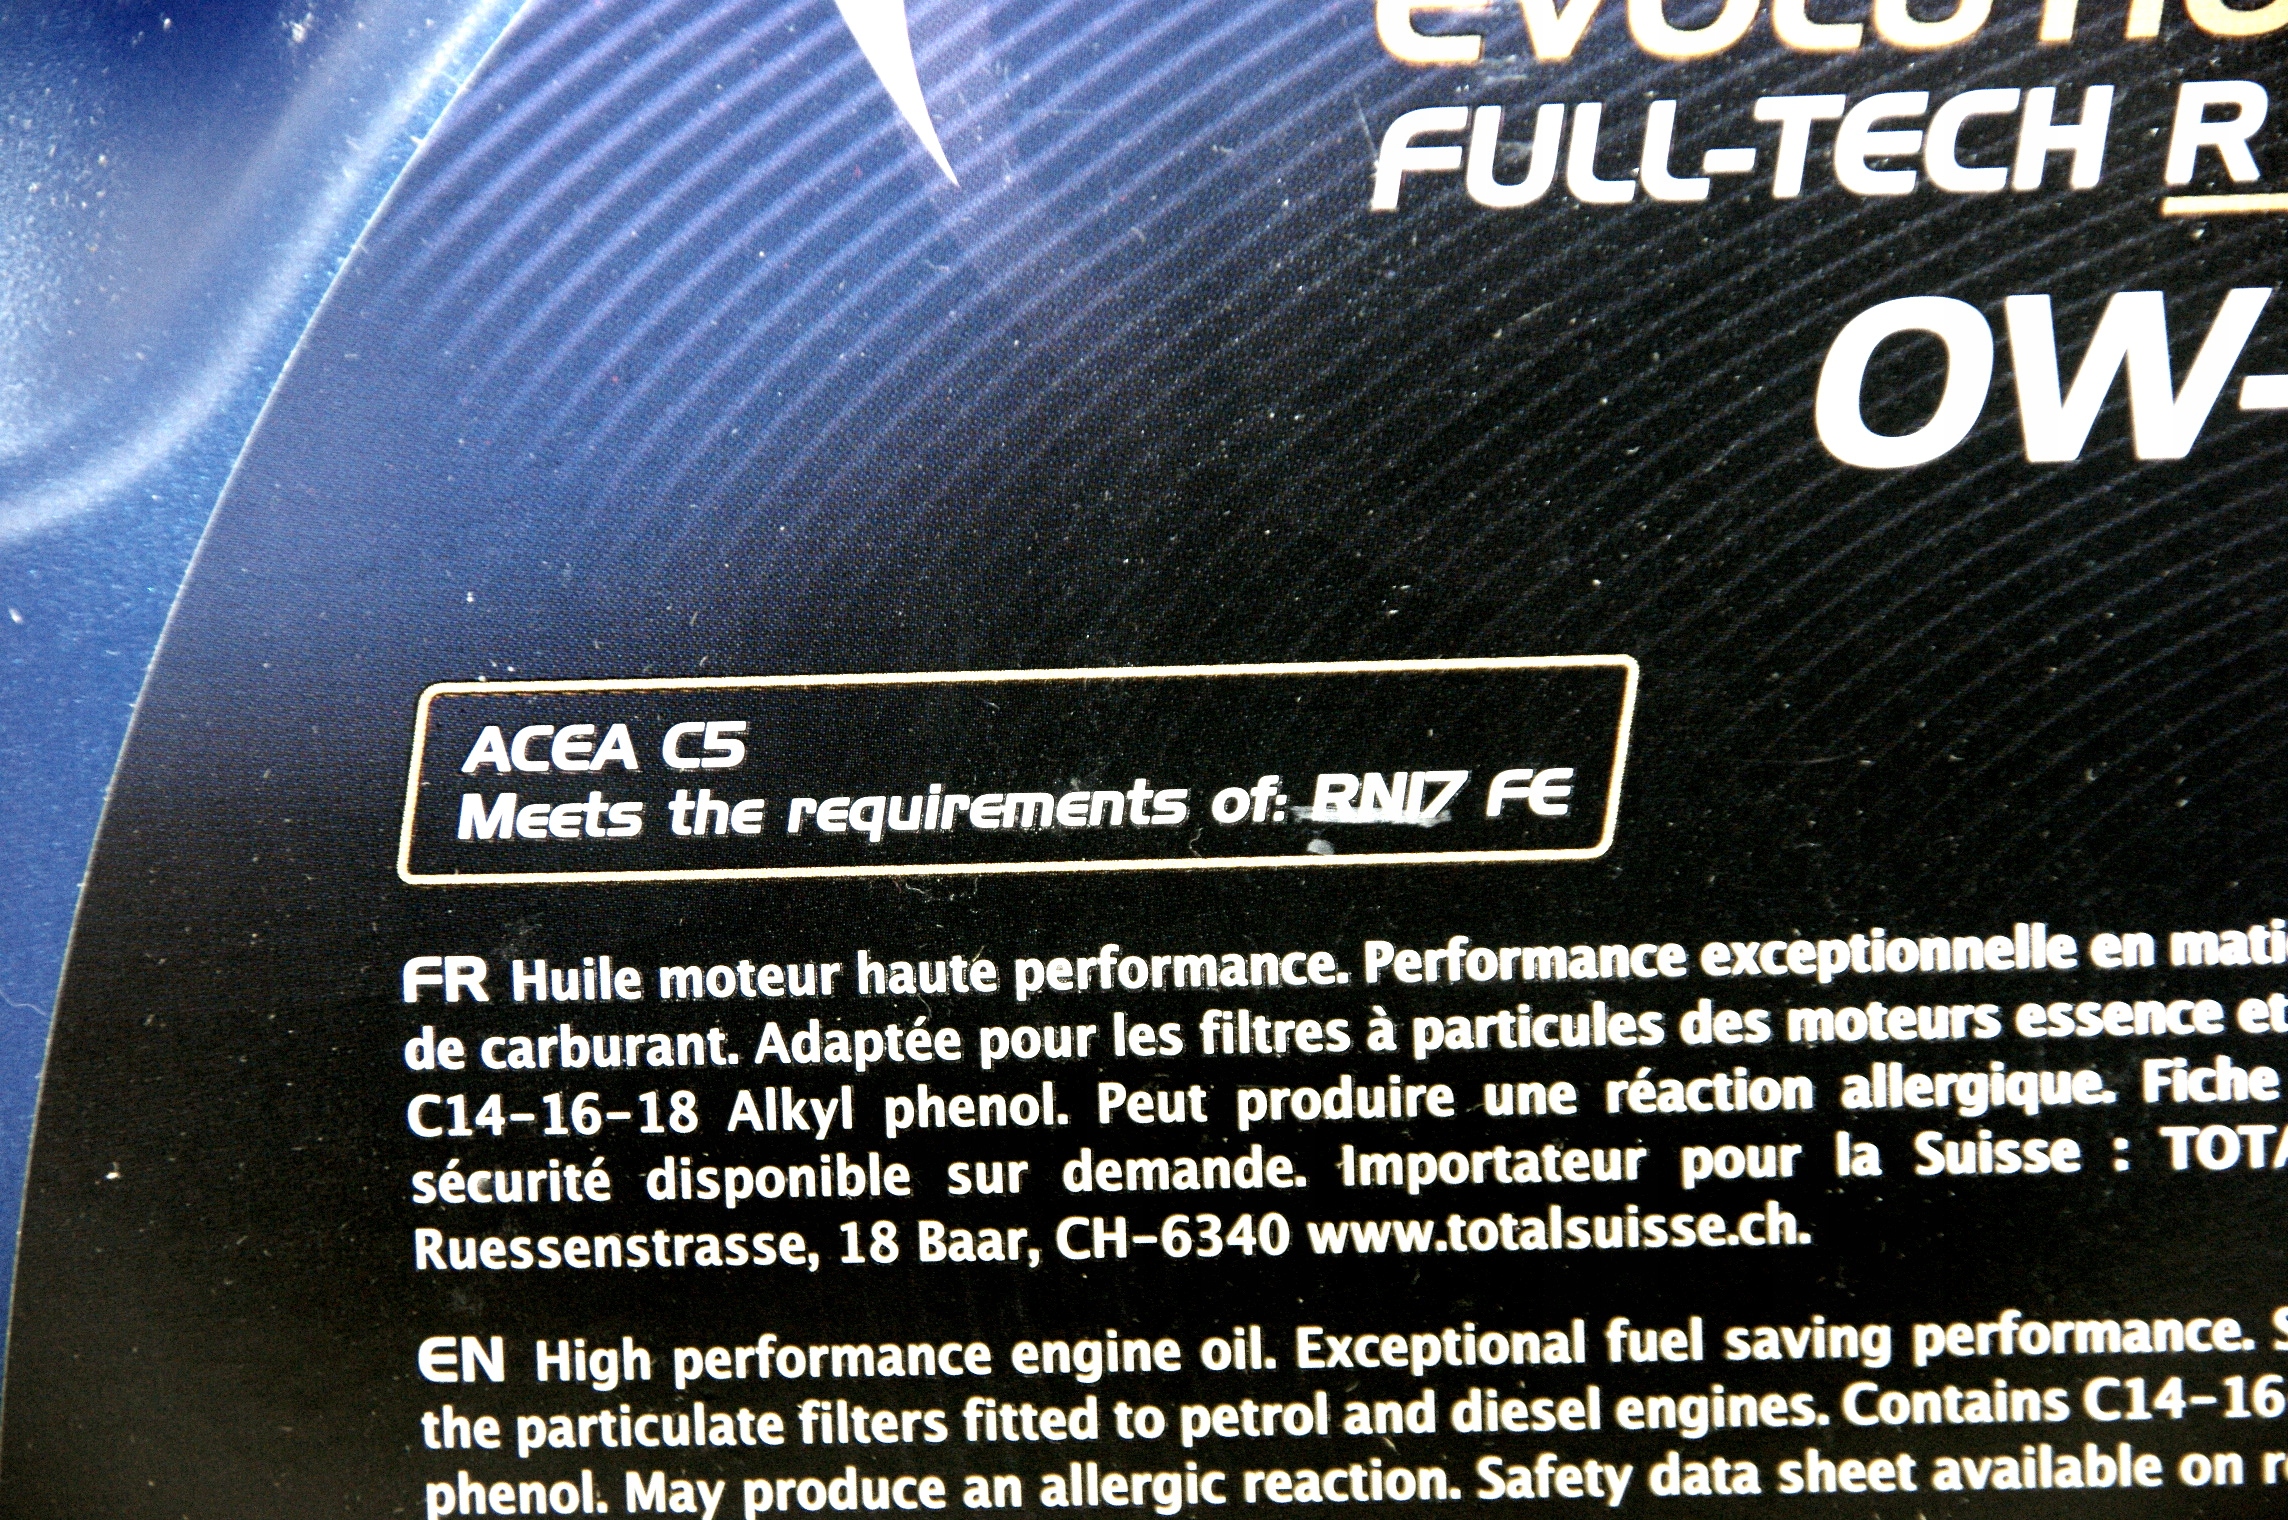 EVOLUTIO
FULL-TECH R
0W-
ACEA C5
Meets the requirements of: RN17 FE
FR Huile moteur haute performance. Performance exceptionnelle en mati
de carburant. Adaptée pour les filtres à particules des moteurs essence et
C14-16-18 Alkyl phenol. Peut produire une réaction allergique. Fiche
sécurité disponible sur demande. Importateur pour la Suisse : TOTA
Ruessenstrasse, 18 Baar, CH-6340 www.totalsuisse.ch.
EN High performance engine oil. Exceptional fuel saving performance. S
the particulate filters fitted to petrol and diesel engines. Contains C14-16
phenol. May produce an allergic reaction. Safety data sheet available on r